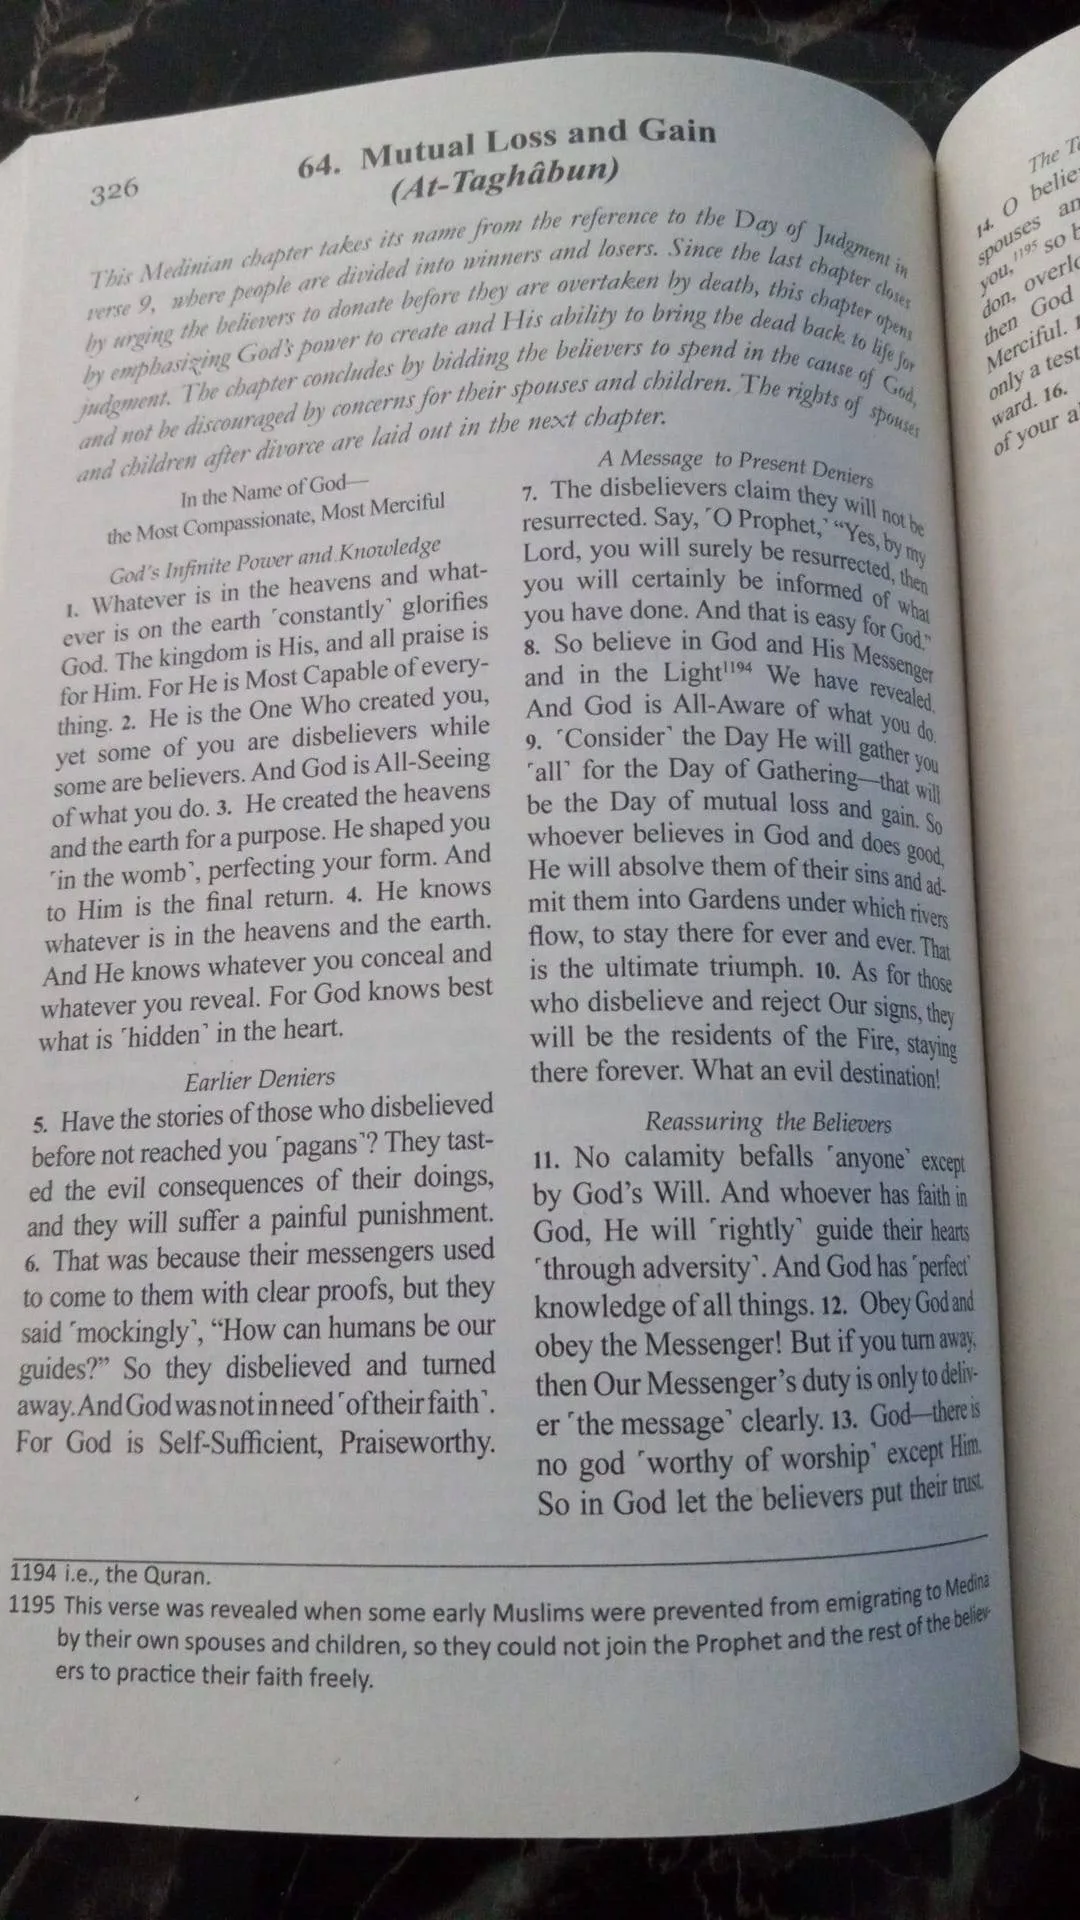 326
64. Mutual Loss and Gain
(At-Taghâbun)
This Medinian chapter takes its name from the reference to the Day of Judgment in
verse 9, where people are divided into winners and losers. Since the last chapter closes
by urging the believers to donate before they are overtaken by death, this chapter opens
by emphasizing God's power to create and His ability to bring the dead back to life for
judgment. The chapter concludes by bidding the believers to spend in the cause of God,
and not be discouraged by concerns for their spouses and children. The rights of spouses
and children after divorce are laid out in the next chapter.
In the Name of God—
the Most Compassionate, Most Merciful
God's Infinite Power and Knowledge
1. Whatever is in the heavens and what-
ever is on the earth ˹constantly˺ glorifies
God. The kingdom is His, and all praise is
for Him. For He is Most Capable of every-
thing. 2. He is the One Who created you,
yet some of you are disbelievers while
some are believers. And God is All-Seeing
of what you do. 3. He created the heavens
and the earth for a purpose. He shaped you
˹in the womb˺, perfecting your form. And
to Him is the final return. 4. He knows
whatever is in the heavens and the earth.
And He knows whatever you conceal and
whatever you reveal. For God knows best
what is ˹hidden˺ in the heart.
Earlier Deniers
5. Have the stories of those who disbelieved
before not reached you ˹pagans˺? They tast-
ed the evil consequences of their doings,
and they will suffer a painful punishment.
6. That was because their messengers used
to come to them with clear proofs, but they
said ˹mockingly˺, “How can humans be our
guides?” So they disbelieved and turned
away. And God was not in need ˹of their faith˺.
For God is Self-Sufficient, Praiseworthy.
A Message to Present Deniers
7. The disbelievers claim they will not be
resurrected. Say, ˹O Prophet,˺ “Yes, by my
Lord, you will surely be resurrected, then
you will certainly be informed of what
you have done. And that is easy for God.”
8. So believe in God and His Messenger
and in the Light1194 We have revealed.
And God is All-Aware of what you do.
9. ˹Consider˺ the Day He will gather you
˹all˺ for the Day of Gathering—that will
be the Day of mutual loss and gain. So
whoever believes in God and does good,
He will absolve them of their sins and ad-
mit them into Gardens under which rivers
flow, to stay there for ever and ever. That
is the ultimate triumph. 10. As for those
who disbelieve and reject Our signs, they
will be the residents of the Fire, staying
there forever. What an evil destination!
Reassuring the Believers
11. No calamity befalls ˹anyone˺ except
by God's Will. And whoever has faith in
God, He will ˹rightly˺ guide their hearts
˹through adversity˺. And God has ˹perfect˺
knowledge of all things. 12. Obey God and
obey the Messenger! But if you turn away,
then Our Messenger's duty is only to deliv-
er ˹the message˺ clearly. 13. God—there is
no god ˹worthy of worship˺ except Him.
So in God let the believers put their trust.
1194 i.e., the Quran.
1195 This verse was revealed when some early Muslims were prevented from emigrating to Medina
by their own spouses and children, so they could not join the Prophet and the rest of the believ-
ers to practice their faith freely.
The
14. O
spouses
you,1195 so
don,
then God
Merciful.
only a test
ward. 16.
of your